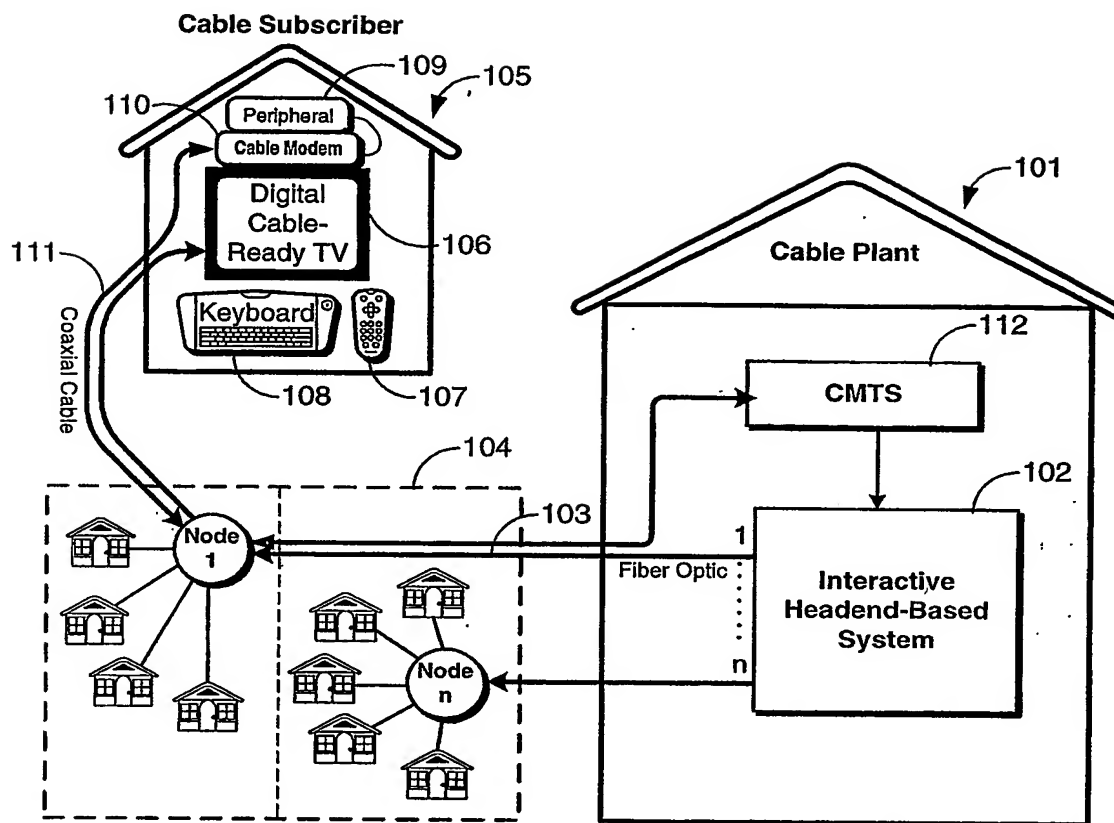 Cable Subscriber
109
105
110
Peripheral
Cable Modem
Digital
Cable-
Ready TV
106
111
Coaxial Cable
Keyboard
108
107
101
Cable Plant
112
CMTS
102
104
103
Node
1
Fiber Optic
1
n
Interactive
Headend-Based
System
Node
n